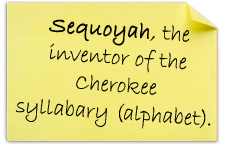 Sequoyah, the
inventor of the
Cherokee
syllabary (alphabet).